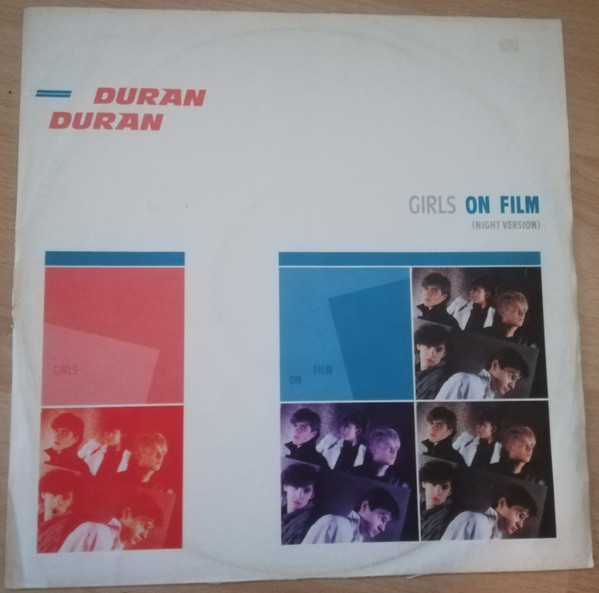 DURAN
DURAN
GIRLS ON FILM
(NIGHT VERSION)
GIRLS
FILM
ON